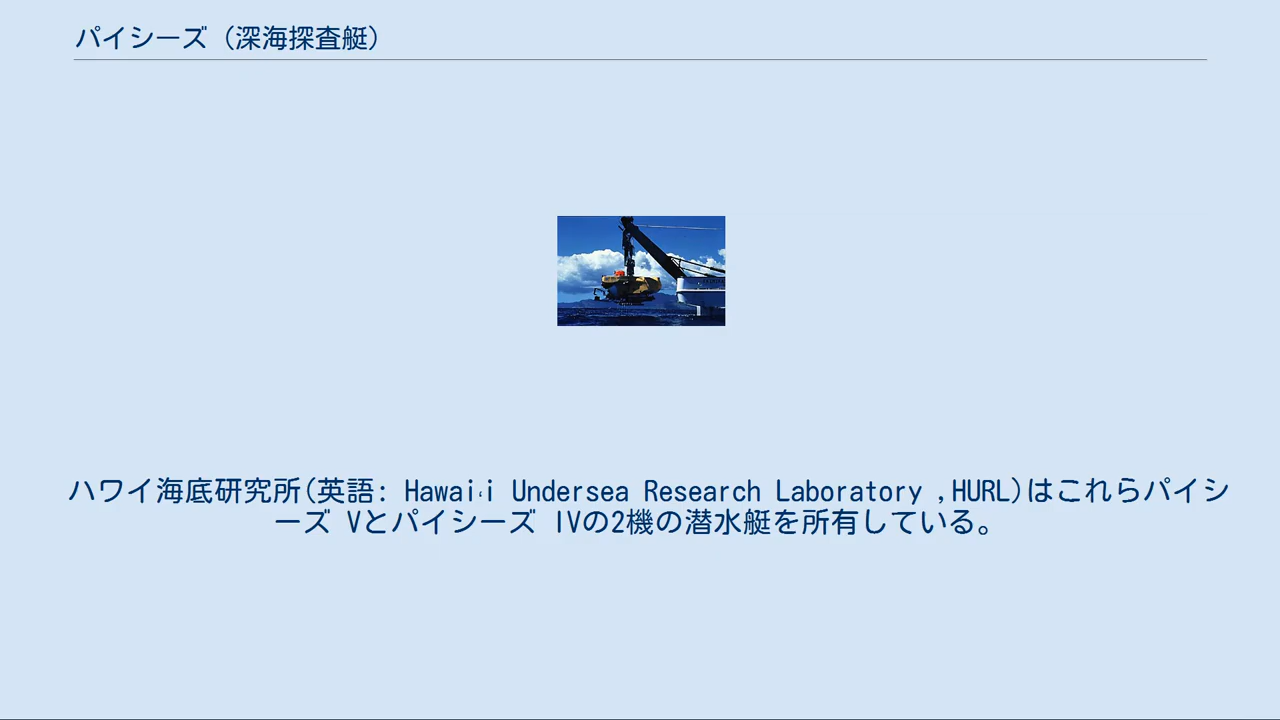 パイシーズ（深海探査艇）
ハワイ海底研究所(英語: Hawaiʻi Undersea Research Laboratory ,HURL)はこれらパイシ
ーズ Vとパイシーズ IVの2機の潜水艇を所有している。